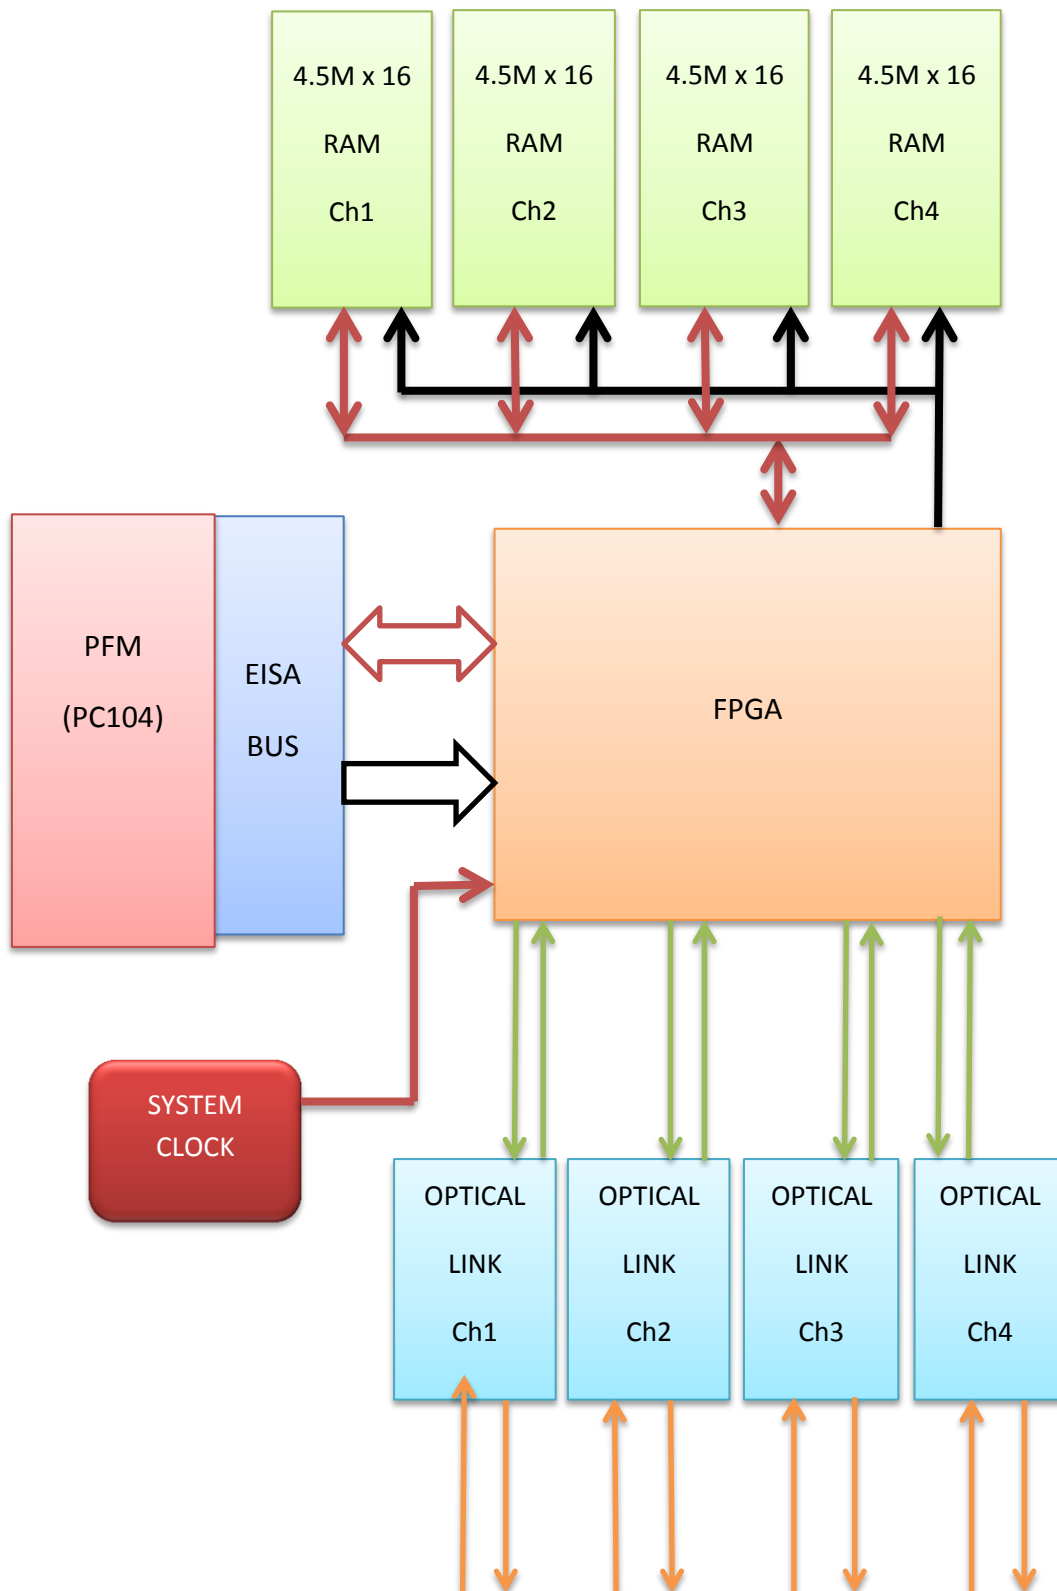 4.5M x 16
RAM
Ch1
4.5M x 16
RAM
Ch2
4.5M x 16
RAM
Ch3
4.5M x 16
RAM
Ch4
PFM
(PC104)
EISA
BUS
FPGA
SYSTEM
CLOCK
OPTICAL
LINK
Ch1
OPTICAL
LINK
Ch2
OPTICAL
LINK
Ch3
OPTICAL
LINK
Ch4